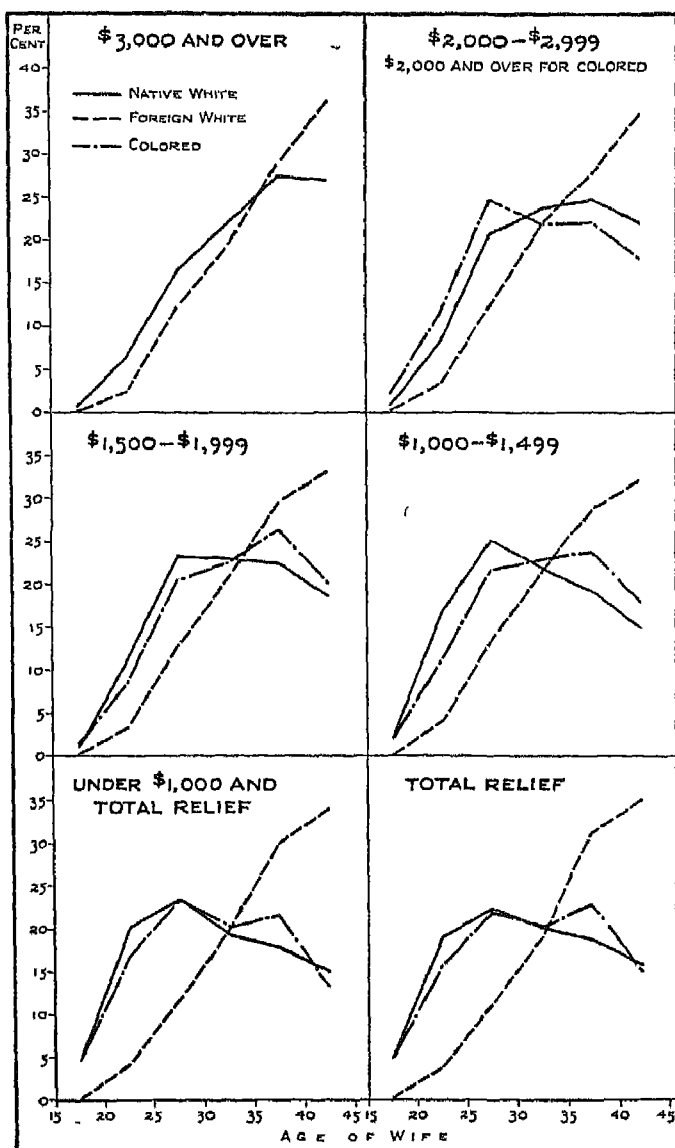 PER CENT
$3,000 AND OVER
$2,000-$2,999
$2,000 AND OVER FOR COLORED
40
35
30
25
20
15
10
5
0
NATIVE WHITE
FOREIGN WHITE
COLORED
$1,500-$1,999
$1,000-$1,499
35
30
25
20
15
10
5
0
UNDER $1,000 AND
TOTAL RELIEF
TOTAL RELIEF
35
30
25
20
15
10
5
0
15 20 25 30 35 40 45 15 20 25 30 35 40 45
AGE OF WIFE